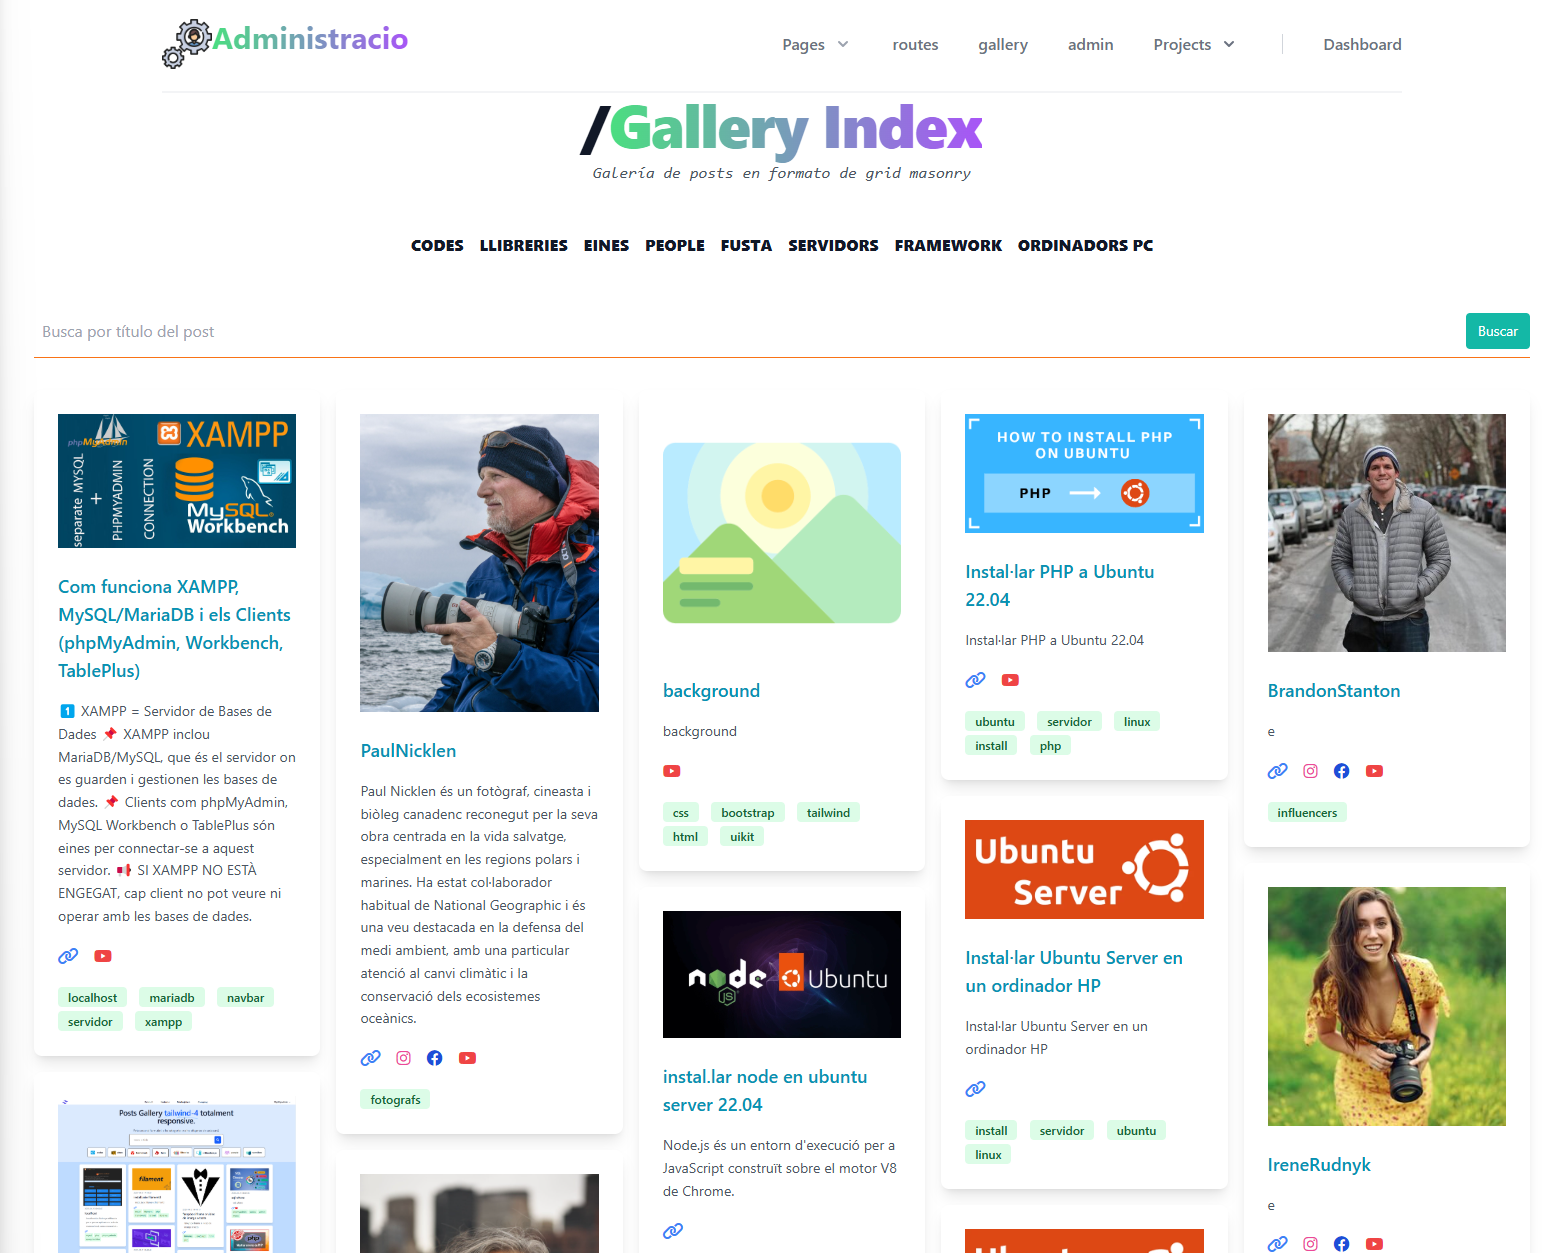 Administracio
Pages
routes
gallery
admin
Projects
Dashboard
/Gallery Index
Galería de posts en formato de grid masonry
CODES LLIBRERIES EINES PEOPLE FUSTA SERVIDORS FRAMEWORK ORDINADORS PC
Busca por título del post
Buscar
phpMyAdmin
XAMPP
separate MYSQL
+
PHPMYADMIN
CONNECTION
MySQL
Workbench
Com funciona XAMPP,
MySQL/MariaDB i els Clients
(phpMyAdmin, Workbench,
TablePlus)
1️⃣ XAMPP = Servidor de Bases de
Dades 📌 XAMPP inclou
MariaDB/MySQL, que és el servidor on
es guarden i gestionen les bases de
dades. 📌 Clients com phpMyAdmin,
MySQL Workbench o TablePlus són
eines per connectar-se a aquest
servidor. 📢 SI XAMPP NO ESTÀ
ENGEGAT, cap client no pot veure ni
operar amb les bases de dades.
localhost mariadb navbar
servidor xampp
Posts Gallery tailwind-4 totalment
responsive.
filament
php
PaulNicklen
Paul Nicklen és un fotògraf, cineasta i
biòleg canadenc reconegut per la seva
obra centrada en la vida salvatge,
especialment en les regions polars i
marines. Ha estat col·laborador
habitual de National Geographic i és
una veu destacada en la defensa del
medi ambient, amb una particular
atenció al canvi climàtic i la
conservació dels ecosistemes
oceànics.
fotografs
background
background
css bootstrap tailwind
html uikit
node
JS
Ubuntu
instal.lar node en ubuntu
server 22.04
Node.js és un entorn d'execució per a
JavaScript construït sobre el motor V8
de Chrome.
HOW TO INSTALL PHP
ON UBUNTU
PHP
Instal·lar PHP a Ubuntu
22.04
Instal·lar PHP a Ubuntu 22.04
ubuntu servidor linux
install php
Ubuntu
Server
Instal·lar Ubuntu Server en
un ordinador HP
Instal·lar Ubuntu Server en un
ordinador HP
install servidor ubuntu
linux
BrandonStanton
e
influencers
IreneRudnyk
e